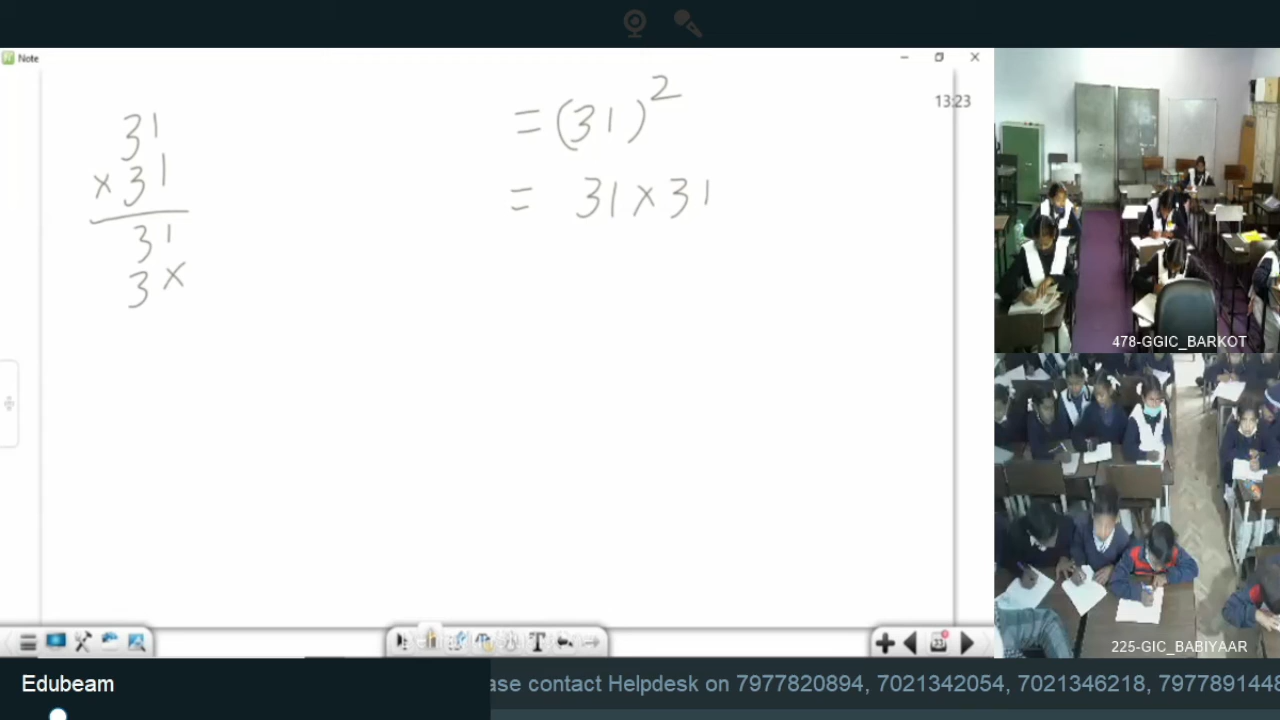 Note
13:23
31
× 31
31
3 ×
= (31)²
= 31 × 31
478-GGIC_BARKOT
225-GIC_BABIYAAR
Edubeam
ase contact Helpdesk on 7977820894, 7021342054, 7021346218, 7977891448